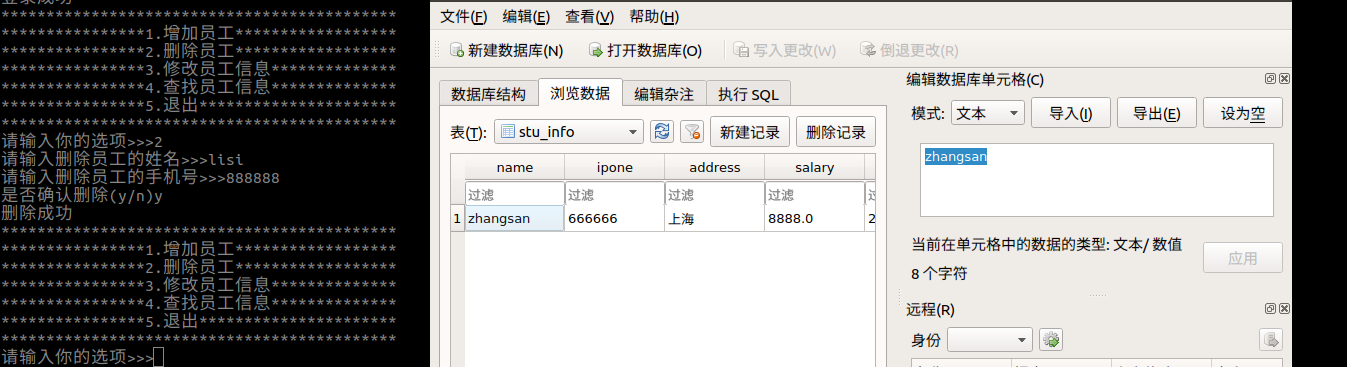 登录成功
********************************************
****************1.增加员工******************
****************2.删除员工******************
****************3.修改员工信息**************
****************4.查找员工信息**************
****************5.退出**********************
********************************************
请输入你的选项>>>2
请输入删除员工的姓名>>>lisi
请输入删除员工的手机号>>>888888
是否确认删除(y/n)y
删除成功
********************************************
****************1.增加员工******************
****************2.删除员工******************
****************3.修改员工信息**************
****************4.查找员工信息**************
****************5.退出**********************
********************************************
请输入你的选项>>>
文件(F) 编辑(E) 查看(V) 帮助(H)
新建数据库(N) 打开数据库(O) 写入更改(W) 倒退更改(R)
数据库结构 浏览数据 编辑杂注 执行 SQL
表(T): stu_info 新建记录 删除记录
name ipone address salary
过滤 过滤 过滤 过滤
1 zhangsan 666666 上海 8888.0 2
编辑数据库单元格(C)
模式: 文本 导入(I) 导出(E) 设为空
zhangsan
当前在单元格中的数据的类型: 文本/ 数值
8 个字符
应用
远程(R)
身份